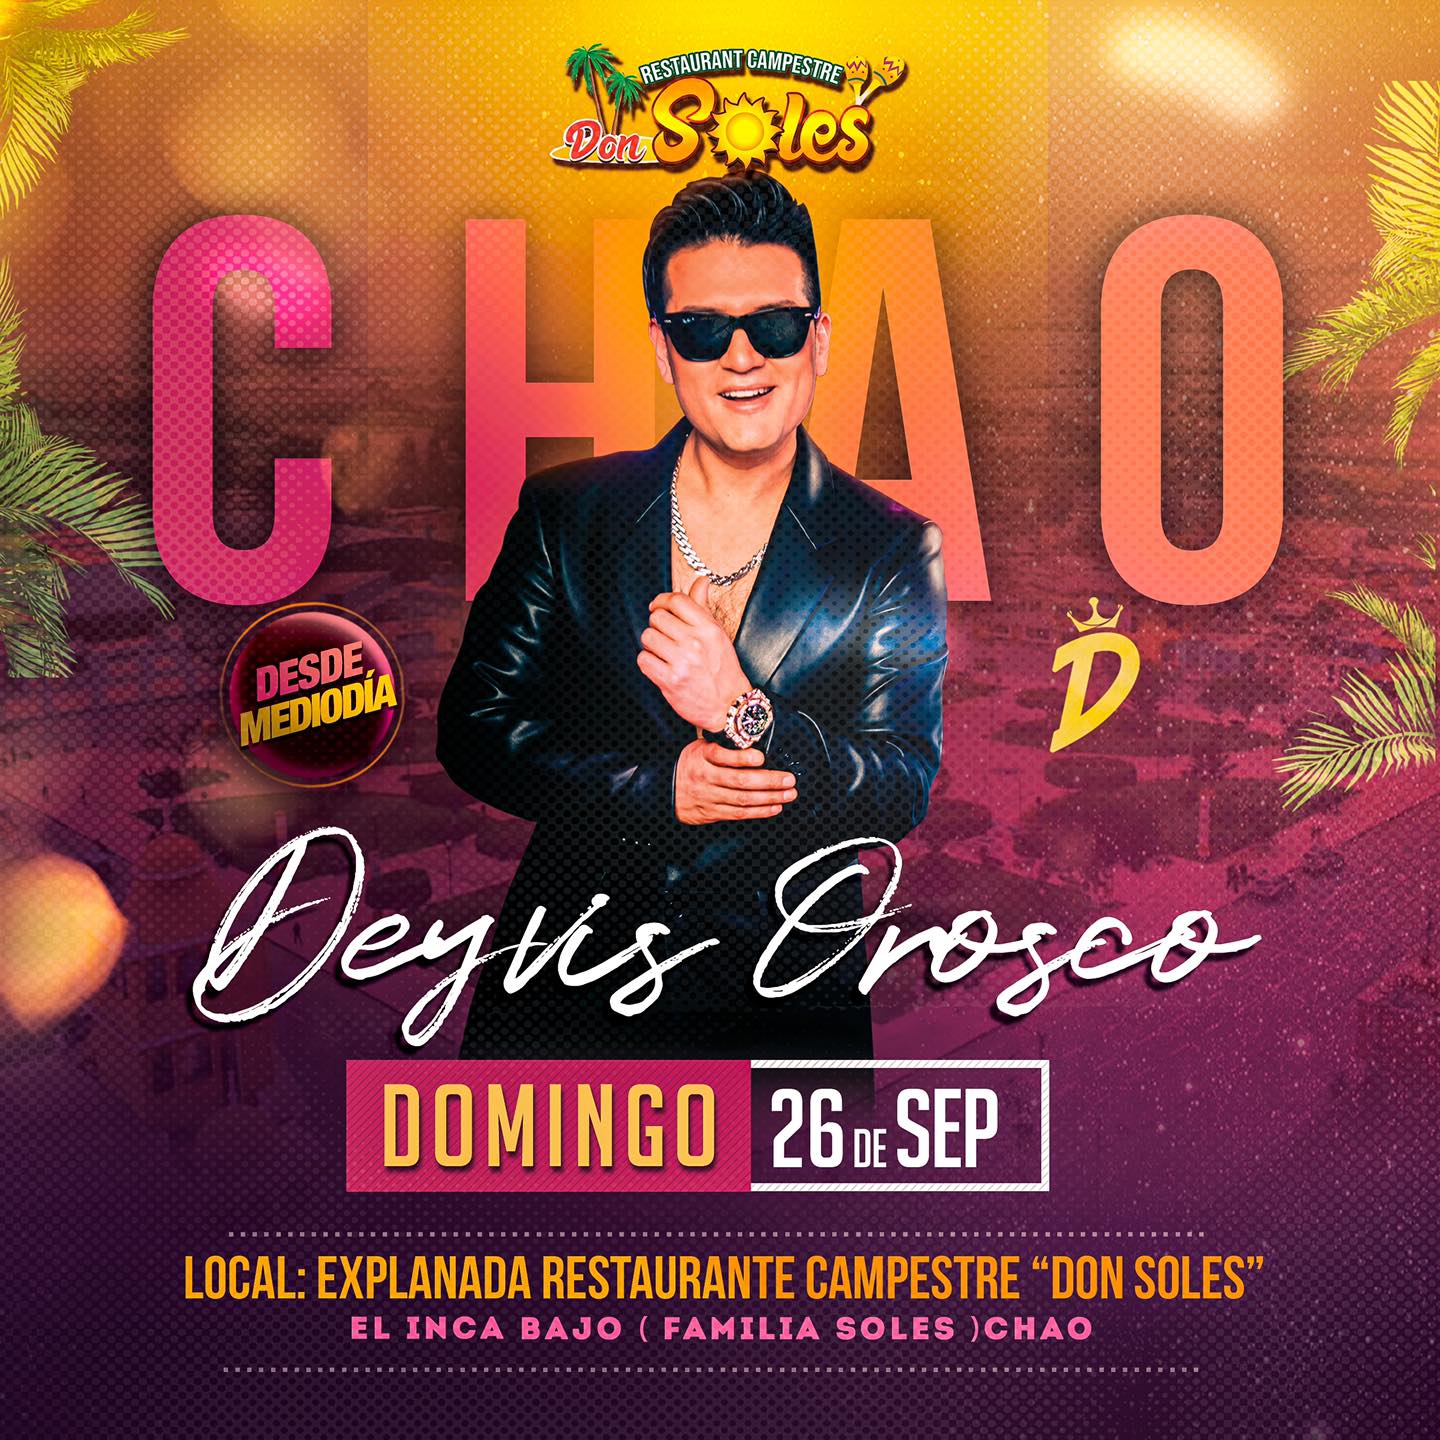 RESTAURANT CAMPESTRE
Don Soles
CHAO
DESDE
MEDIODÍA
D
Deyvis Orosco
DOMINGO 26 DE SEP
LOCAL: EXPLANADA RESTAURANTE CAMPESTRE “DON SOLES”
EL INCA BAJO ( FAMILIA SOLES )CHAO